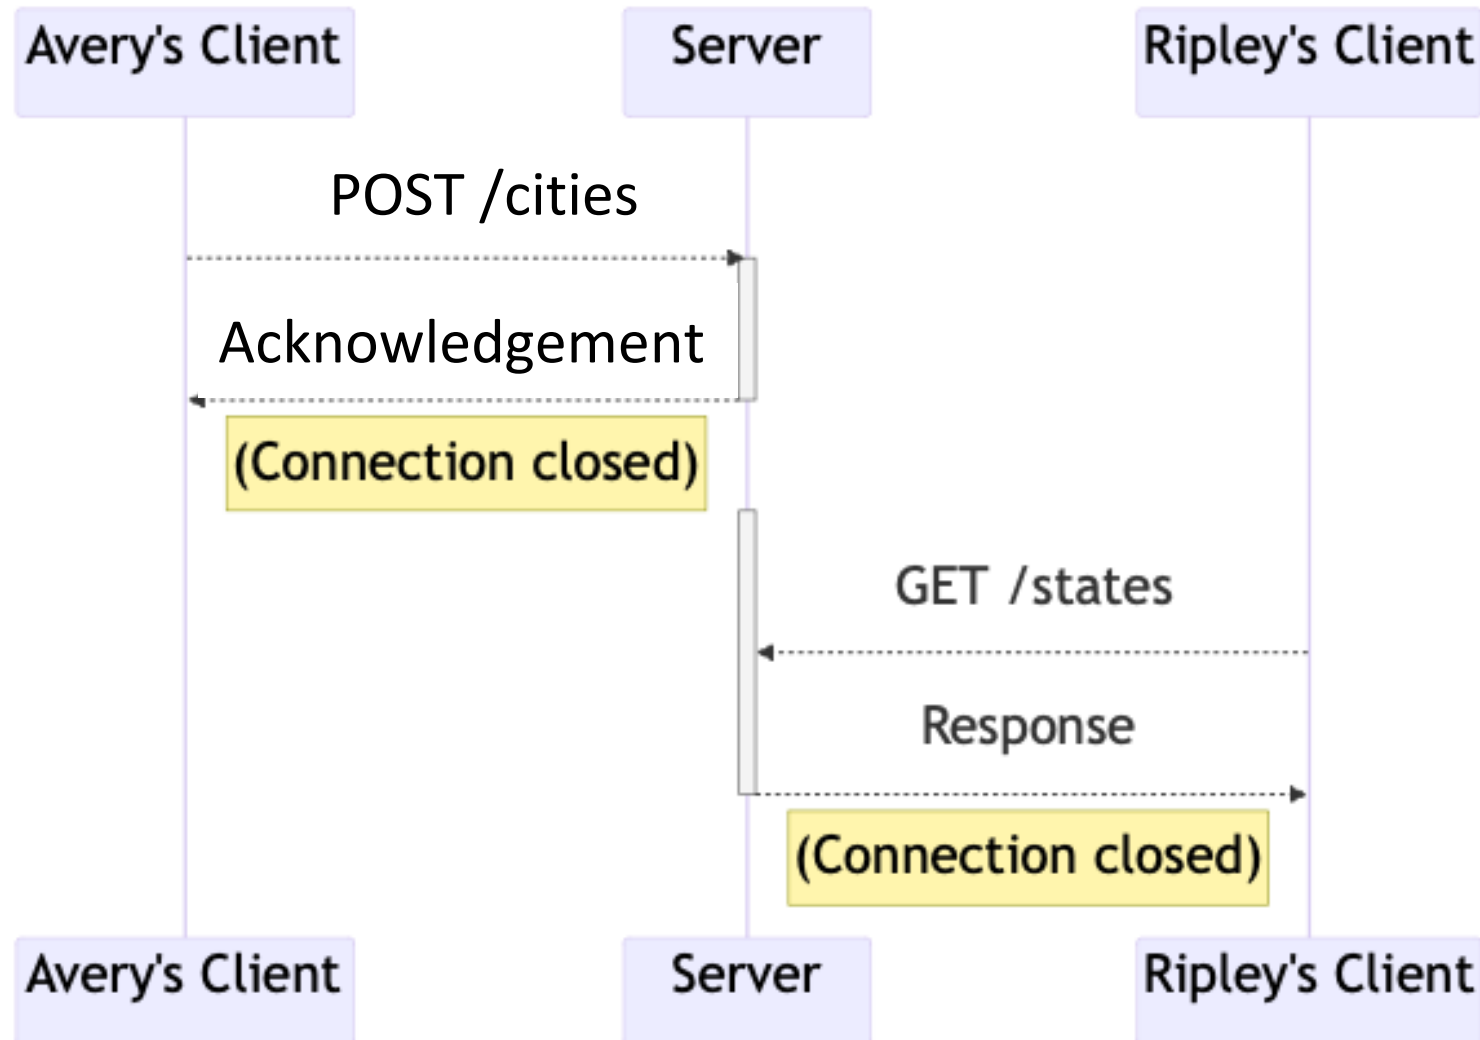 Avery's Client
Server
Ripley's Client
POST /cities
Acknowledgement
(Connection closed)
GET /states
Response
(Connection closed)
Avery's Client
Server
Ripley's Client